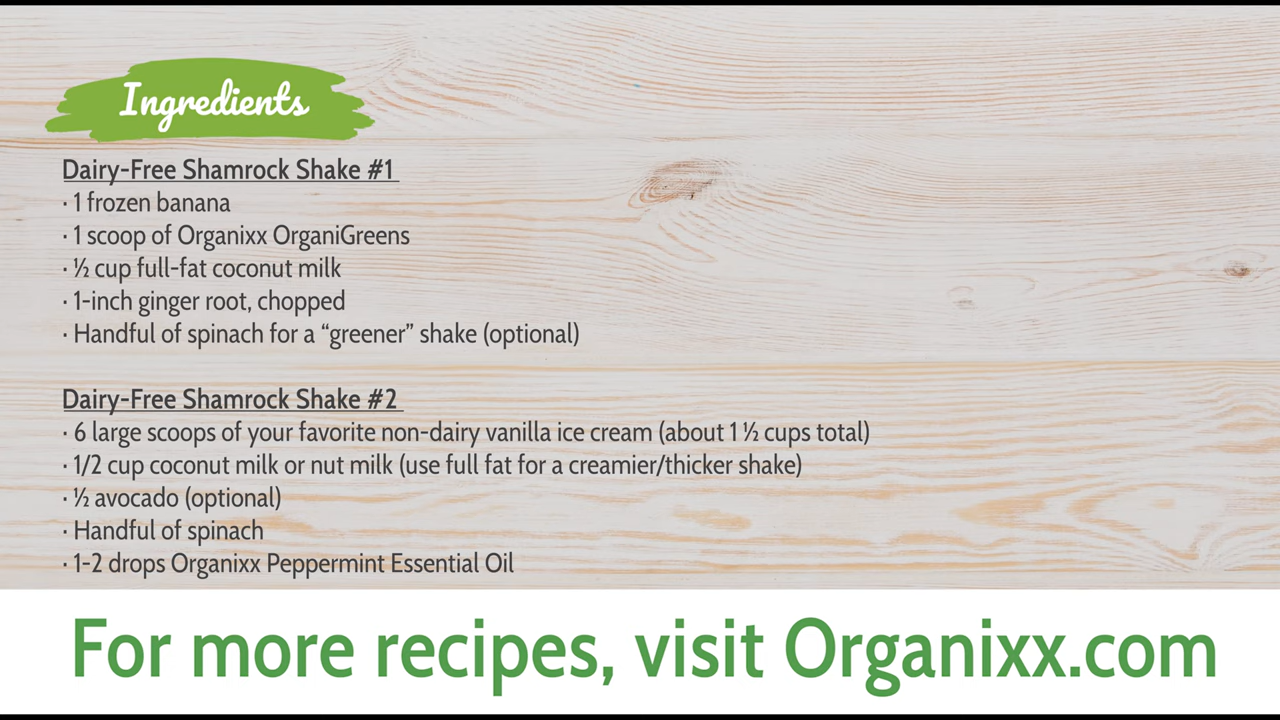 Ingredients
Dairy-Free Shamrock Shake #1
· 1 frozen banana
· 1 scoop of Organixx OrganiGreens
· ½ cup full-fat coconut milk
· 1-inch ginger root, chopped
· Handful of spinach for a “greener” shake (optional)
Dairy-Free Shamrock Shake #2
· 6 large scoops of your favorite non-dairy vanilla ice cream (about 1 ½ cups total)
· 1/2 cup coconut milk or nut milk (use full fat for a creamier/thicker shake)
· ½ avocado (optional)
· Handful of spinach
· 1-2 drops Organixx Peppermint Essential Oil
For more recipes, visit Organixx.com